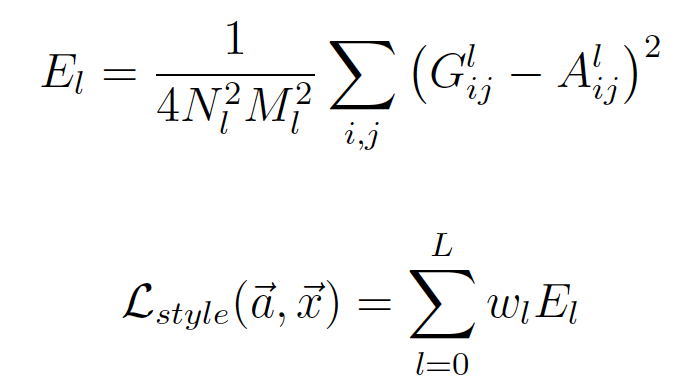 E_l = \frac{1}{4N_l^2 M_l^2} \sum_{i,j} \left( G_{ij}^l - A_{ij}^l \right)^2
\mathcal{L}_{style}(\vec{a}, \vec{x}) = \sum_{l=0}^{L} w_l E_l